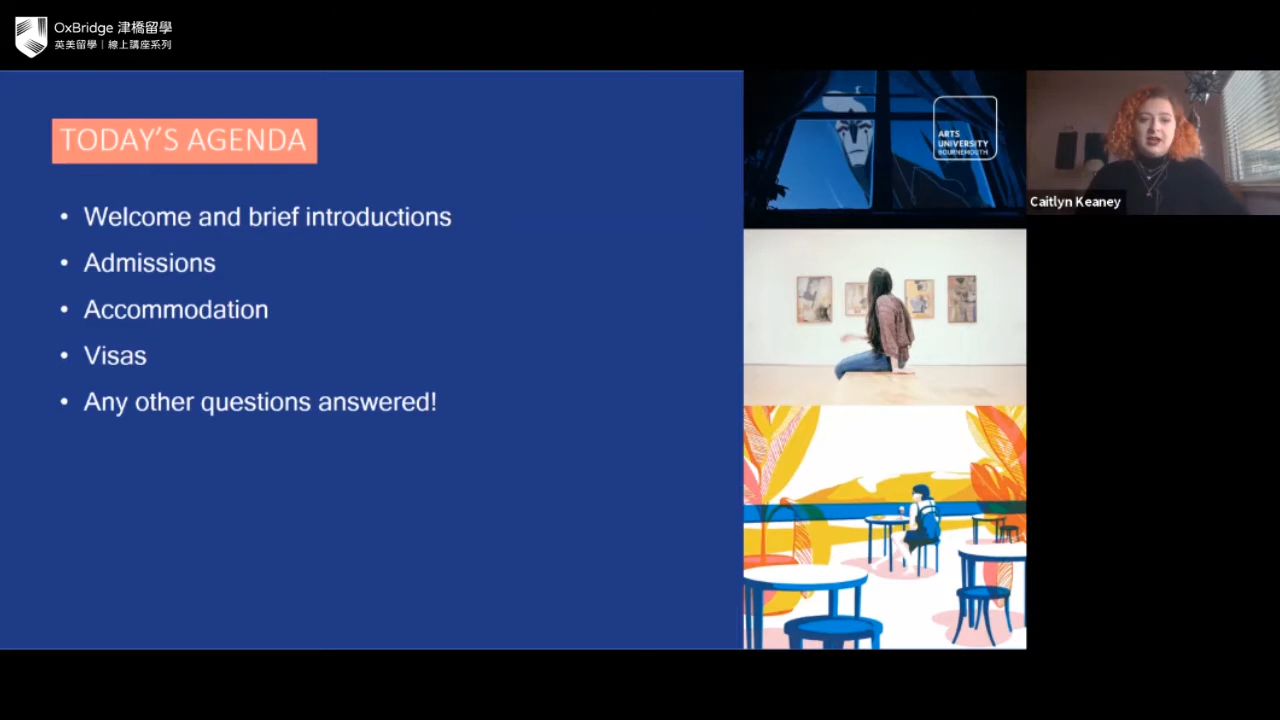 OxBridge 津橋留學
英美留學｜線上講座系列
TODAY'S AGENDA
• Welcome and brief introductions
• Admissions
• Accommodation
• Visas
• Any other questions answered!
ARTS
UNIVERSITY
BOURNEMOUTH
Caitlyn Keaney